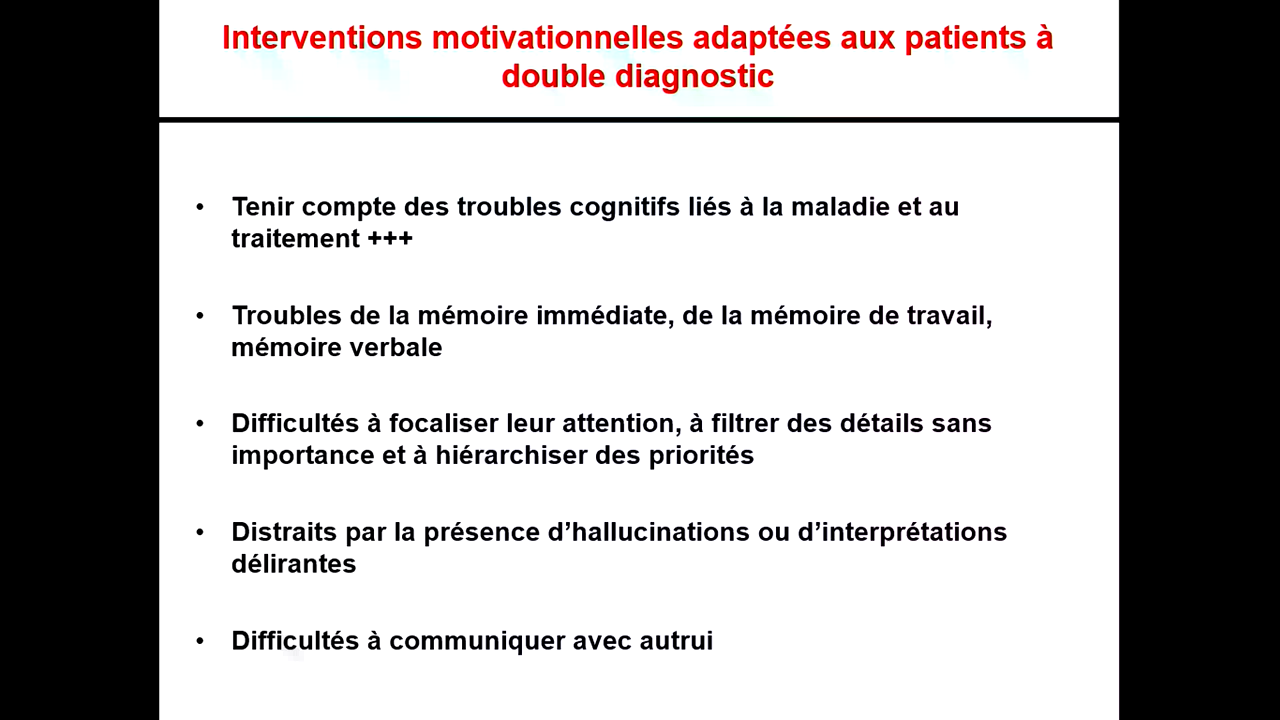 Interventions motivationnelles adaptées aux patients à
double diagnostic
• Tenir compte des troubles cognitifs liés à la maladie et au
traitement +++
• Troubles de la mémoire immédiate, de la mémoire de travail,
mémoire verbale
• Difficultés à focaliser leur attention, à filtrer des détails sans
importance et à hiérarchiser des priorités
• Distraits par la présence d’hallucinations ou d’interprétations
délirantes
• Difficultés à communiquer avec autrui